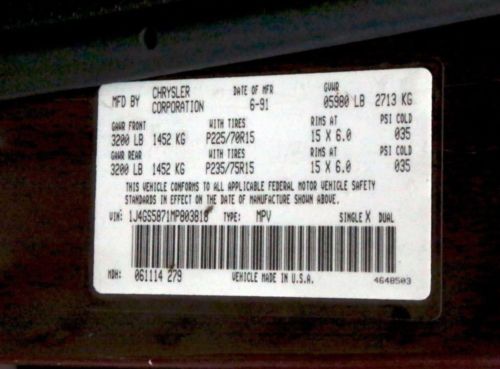 MFD BY CHRYSLER CORPORATION DATE OF MFR 6-91 GVWR 05980 LB 2713 KG
GAWR FRONT WITH TIRES RIMS AT PSI COLD
3200 LB 1452 KG P225/70R15 15 X 6.0 035
GAWR REAR WITH TIRES RIMS AT PSI COLD
3200 LB 1452 KG P235/75R15 15 X 6.0 035
THIS VEHICLE CONFORMS TO ALL APPLICABLE FEDERAL MOTOR VEHICLE SAFETY
STANDARDS IN EFFECT ON THE DATE OF MANUFACTURE SHOWN ABOVE.
VIN: 1J4GS5871MP803818 TYPE: MPV SINGLE X DUAL
MDH: 061114 279 VEHICLE MADE IN U.S.A. 4648503